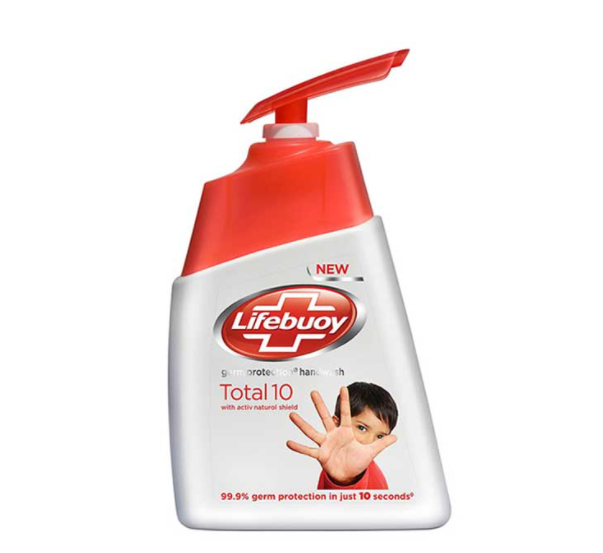 NEW
Lifebuoy
germ protection® handwash
Total 10
with activ naturol shield
99.9% germ protection in just 10 seconds®